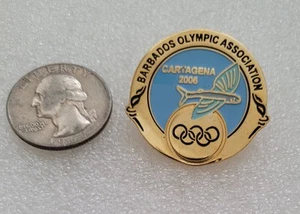 LIBERTY
BARBADOS OLYMPIC ASSOCIATION
CARTAGENA
2006